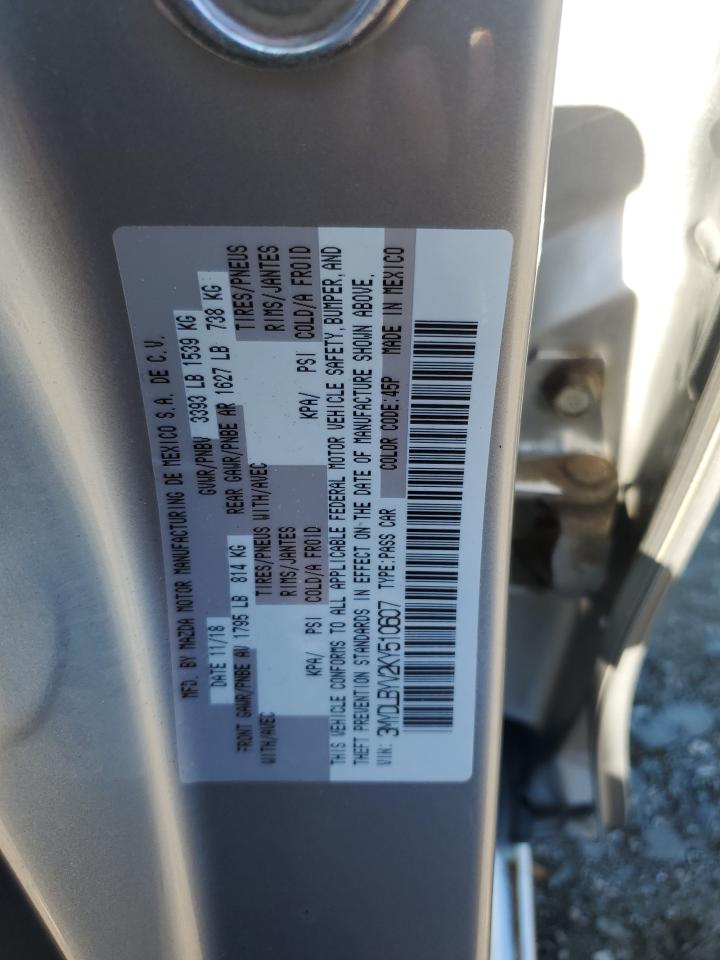 MFD. BY MAZDA MOTOR MANUFACTURING DE MEXICO S.A. DE C.V.
DATE 11/18 GVWR/PNBV 3393 LB 1539 KG
FRONT GAWR/PNBE AV 1795 LB 814 KG REAR GAWR/PNBE AR 1627 LB 738 KG
WITH/AVEC TIRES/PNEUS WITH/AVEC TIRES/PNEUS
RIMS/JANTES RIMS/JANTES
KPA/ PSI COLD/A FROID KPA/ PSI COLD/A FROID
THIS VEHICLE CONFORMS TO ALL APPLICABLE FEDERAL MOTOR VEHICLE SAFETY, BUMPER, AND
THEFT PREVENTION STANDARDS IN EFFECT ON THE DATE OF MANUFACTURE SHOWN ABOVE.
VIN: 3MYDLBYV2KY510607 TYPE:PASS CAR COLOR CODE:45P MADE IN MEXICO